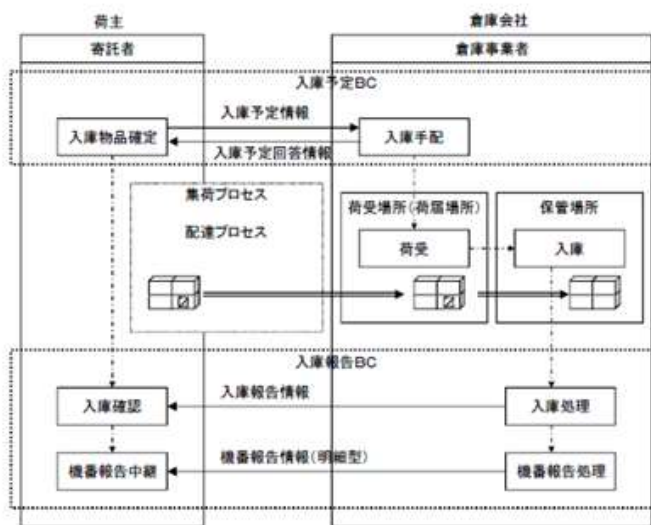 荷主
倉庫会社
寄託者
倉庫事業者
入庫予定BC
入庫予定情報
入庫物品確定
入庫手配
入庫予定回答情報
集荷プロセス
荷受場所(荷届場所)
保管場所
配達プロセス
荷受
入庫
入庫報告BC
入庫報告情報
入庫確認
入庫処理
機番報告情報(明細型)
機番報告中継
機番報告処理